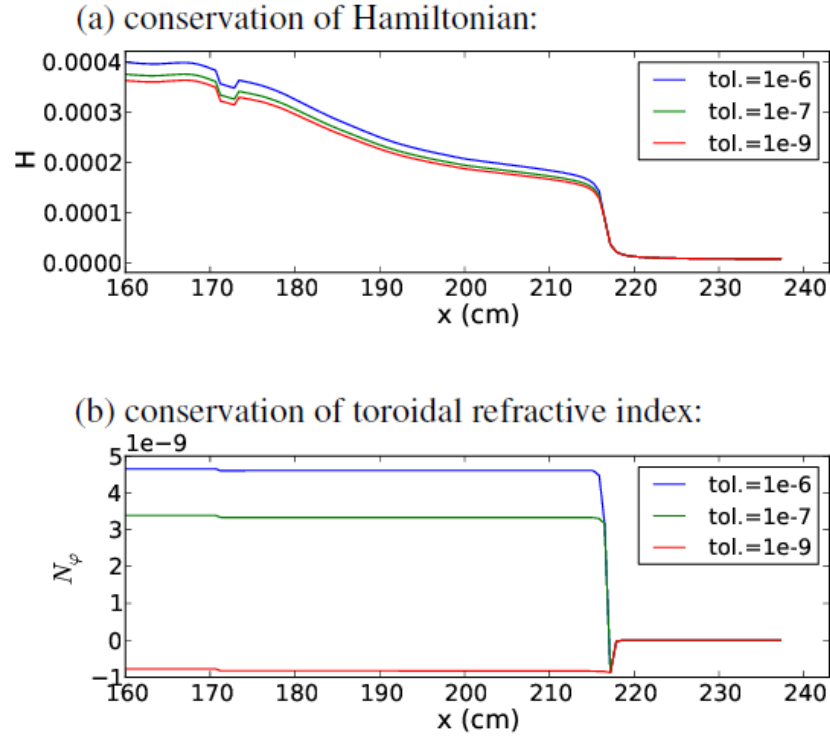 (a) conservation of Hamiltonian:
0.0004
0.0003
0.0002
0.0001
0.0000
H
tol.=1e-6
tol.=1e-7
tol.=1e-9
160 170 180 190 200 210 220 230 240
x (cm)
(b) conservation of toroidal refractive index:
1e−9
5
4
3
2
1
0
−1
Nφ
tol.=1e-6
tol.=1e-7
tol.=1e-9
160 170 180 190 200 210 220 230 240
x (cm)